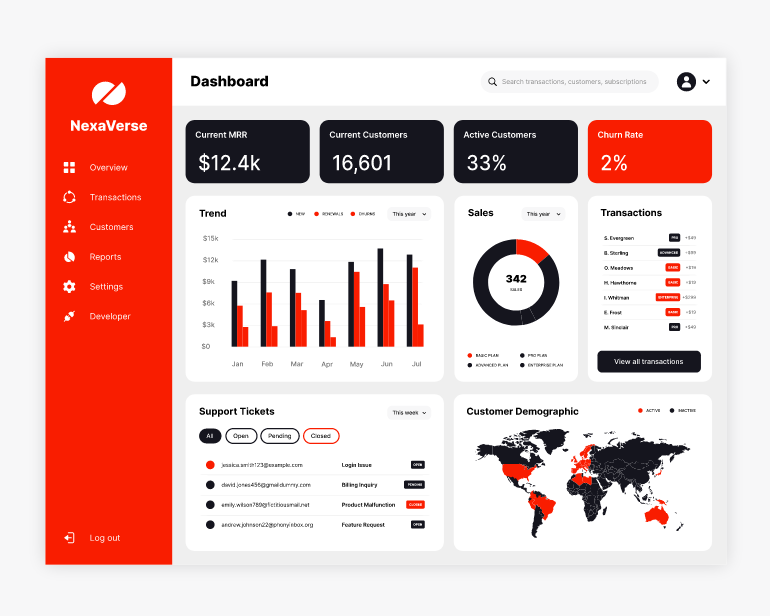 NexaVerse
Overview
Transactions
Customers
Reports
Settings
Developer
Log out
Dashboard
Search transactions, customers, subscriptions
Current MRR
$12.4k
Current Customers
16,601
Active Customers
33%
Churn Rate
2%
Trend
NEW RENEWALS CHURNS
This year
$15k
$12k
$9k
$6k
$3k
$0
Jan Feb Mar Apr May Jun Jul
Sales
This year
342
SALES
BASIC PLAN PRO PLAN
ADVANCED PLAN ENTERPRISE PLAN
Transactions
S. Evergreen PRO +$49
B. Sterling ADVANCED +$99
O. Meadows BASIC +$19
H. Hawthorne BASIC +$19
I. Whitman ENTERPRISE +$299
E. Frost BASIC +$19
M. Sinclair PRO +$49
View all transactions
Support Tickets
This week
All Open Pending Closed
jessica.smith123@example.com Login Issue OPEN
david.jones456@gmaildummy.com Billing Inquiry PENDING
emily.wilson789@fictitiousmail.net Product Malfunction CLOSED
andrew.johnson22@phonyinbox.org Feature Request OPEN
Customer Demographic
ACTIVE INACTIVE